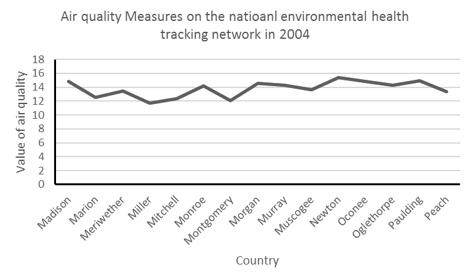 Air quality Measures on the natioanl environmental health
tracking network in 2004
Value of air quality
18
16
14
12
10
8
6
4
2
0
Madison
Marion
Meriwether
Miller
Mitchell
Monroe
Montgomery
Morgan
Murray
Muscogee
Newton
Oconee
Oglethorpe
Paulding
Peach
Country